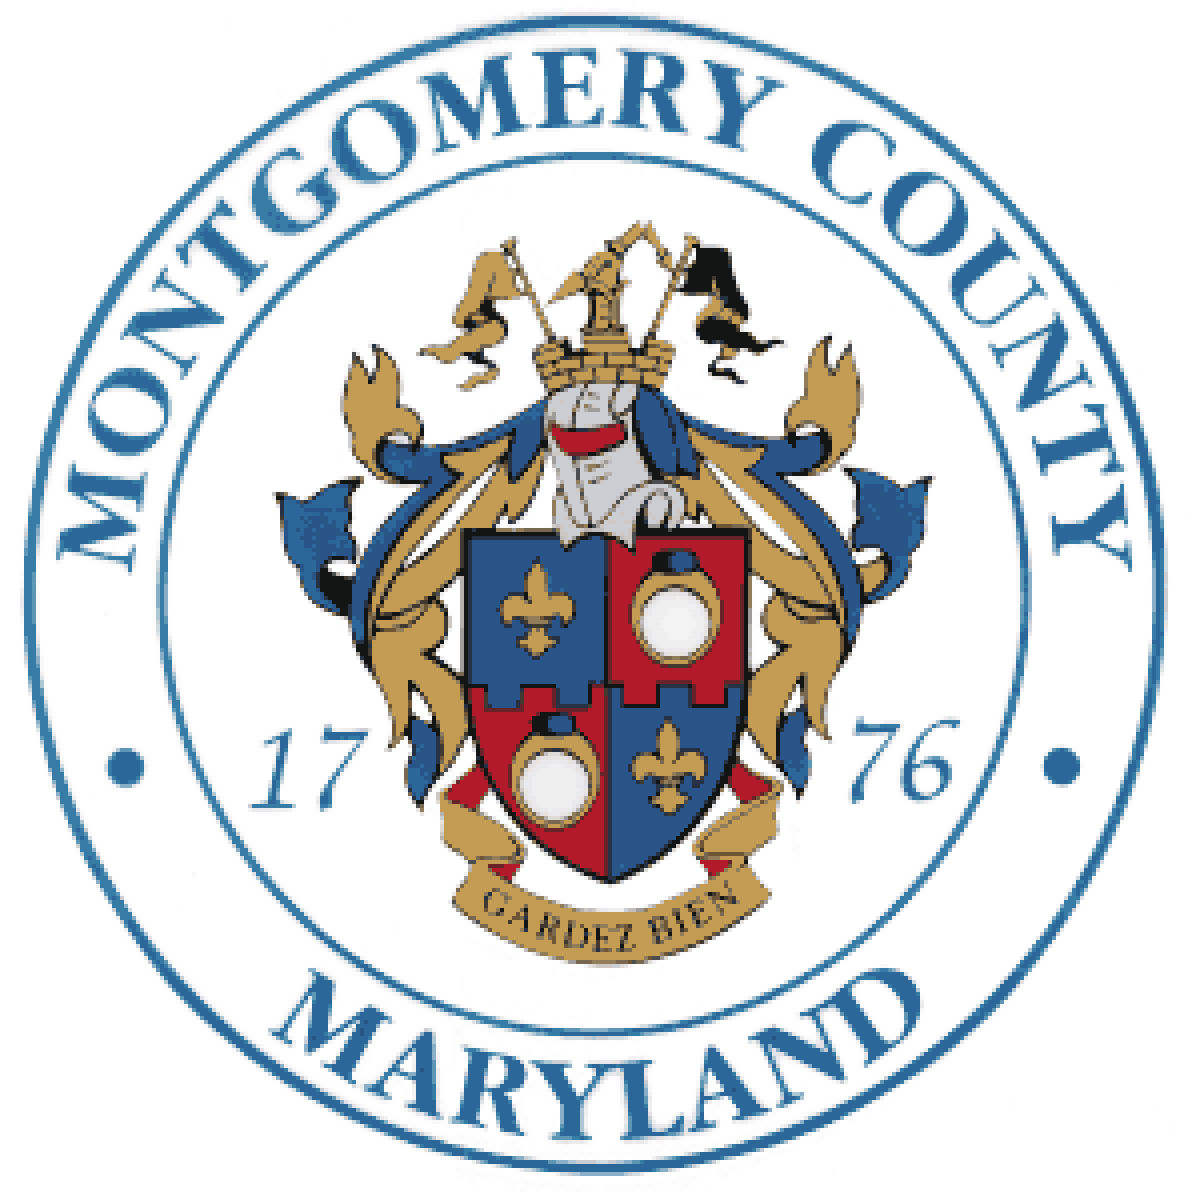 MONTGOMERY COUNTY
17 76
GARDEZ BIEN
MARYLAND